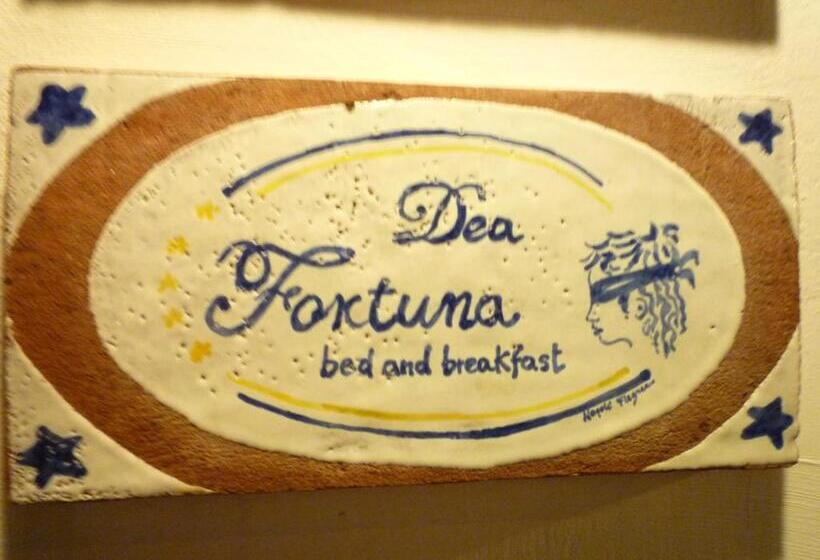 Dea
Fortuna
bed and breakfast